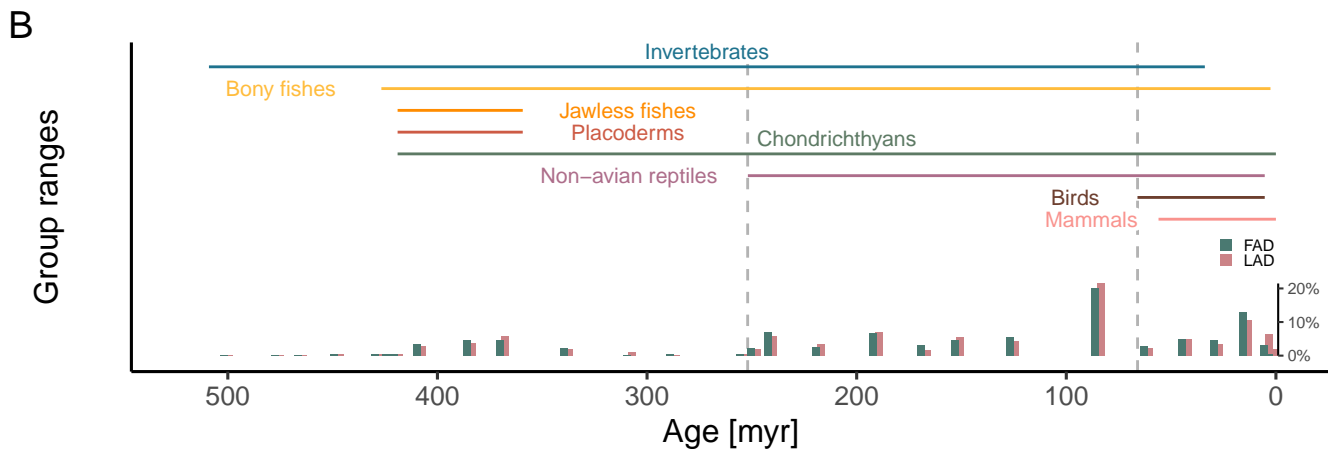 B
Group ranges
Invertebrates
Bony fishes
Jawless fishes
Placoderms
Chondrichthyans
Non−avian reptiles
Birds
Mammals
FAD
LAD
20%
10%
0%
500 400 300 200 100 0
Age [myr]